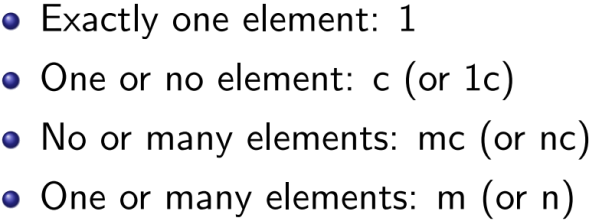 Exactly one element: 1
One or no element: c (or 1c)
No or many elements: mc (or nc)
One or many elements: m (or n)